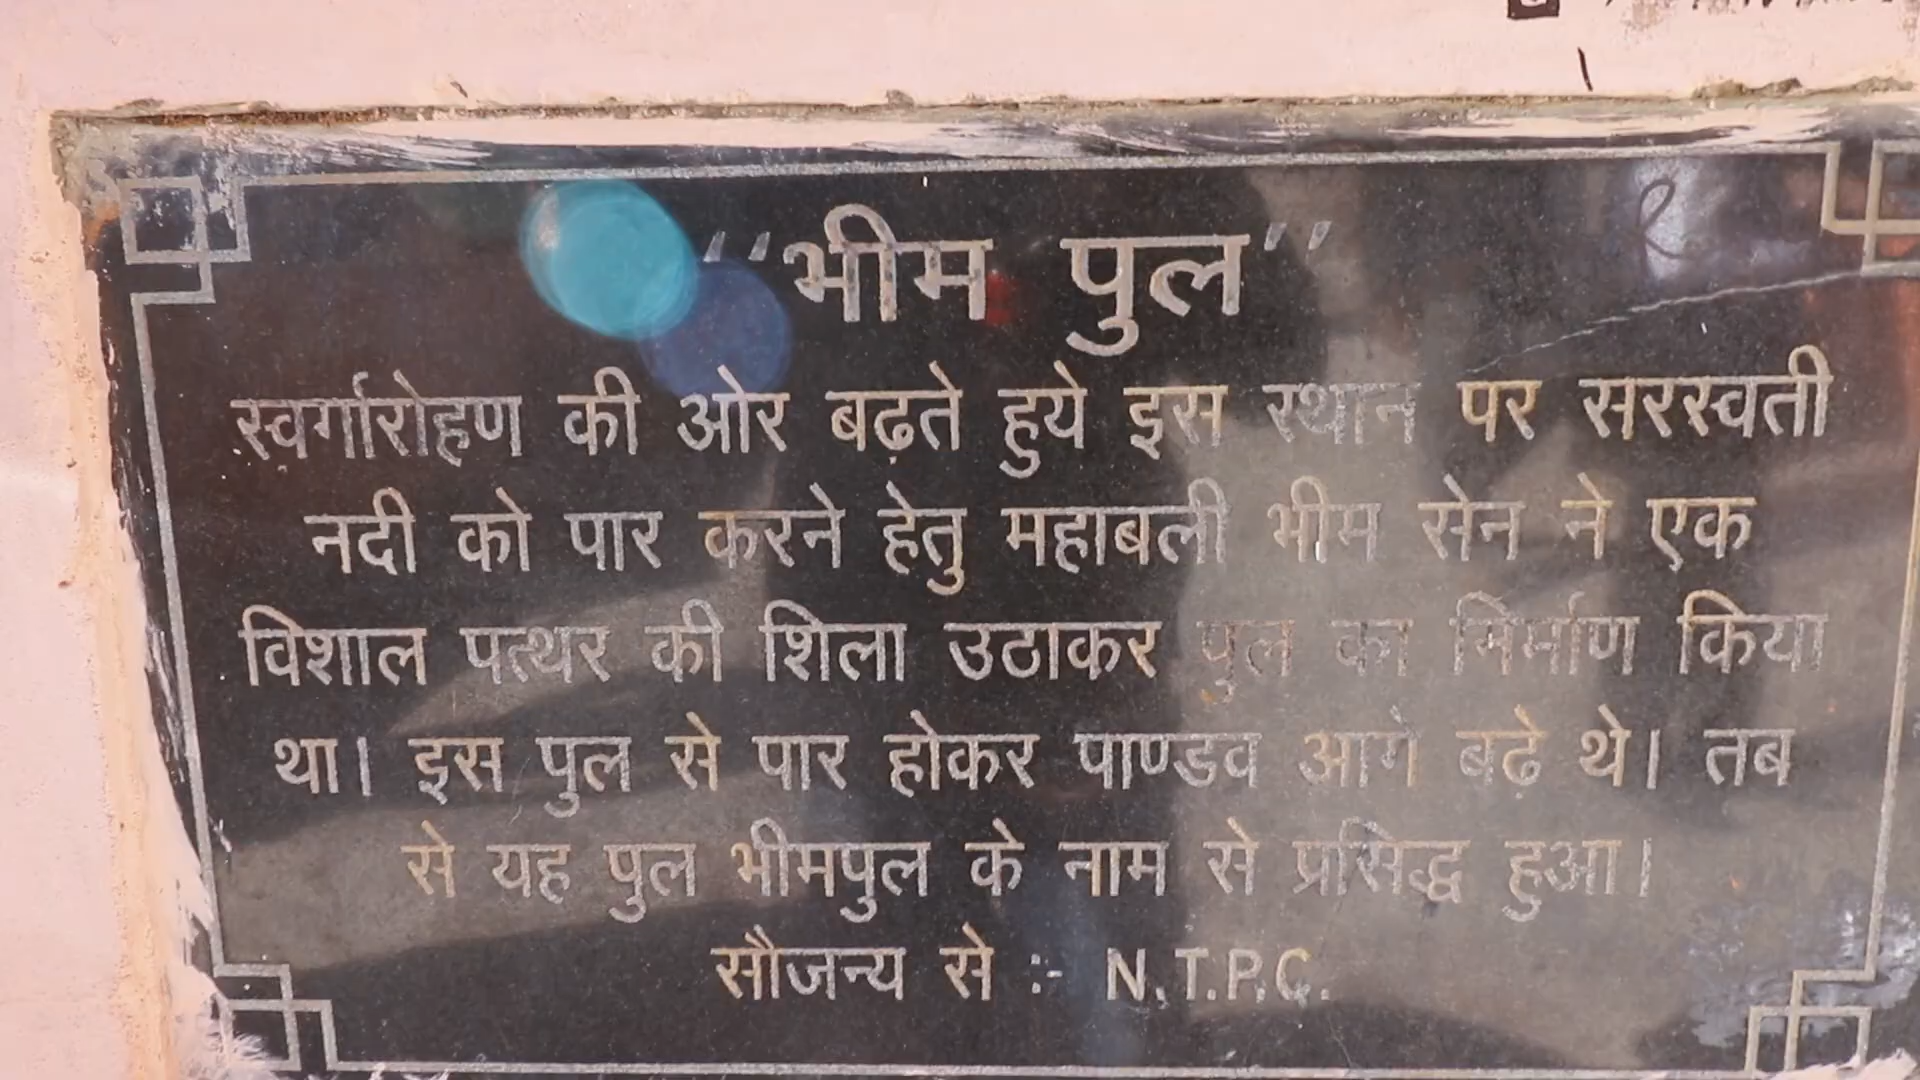 "भीम पुल"
स्वर्गारोहण की ओर बढ़ते हुये इस स्थान पर सरस्वती
नदी को पार करने हेतु महाबली भीम सेन ने एक
विशाल पत्थर की शिला उठाकर पुल का निर्माण किया
था। इस पुल से पार होकर पाण्डव आगे बढ़े थे। तब
से यह पुल भीमपुल के नाम से प्रसिद्ध हुआ।
सौजन्य से :- N.T.P.C.